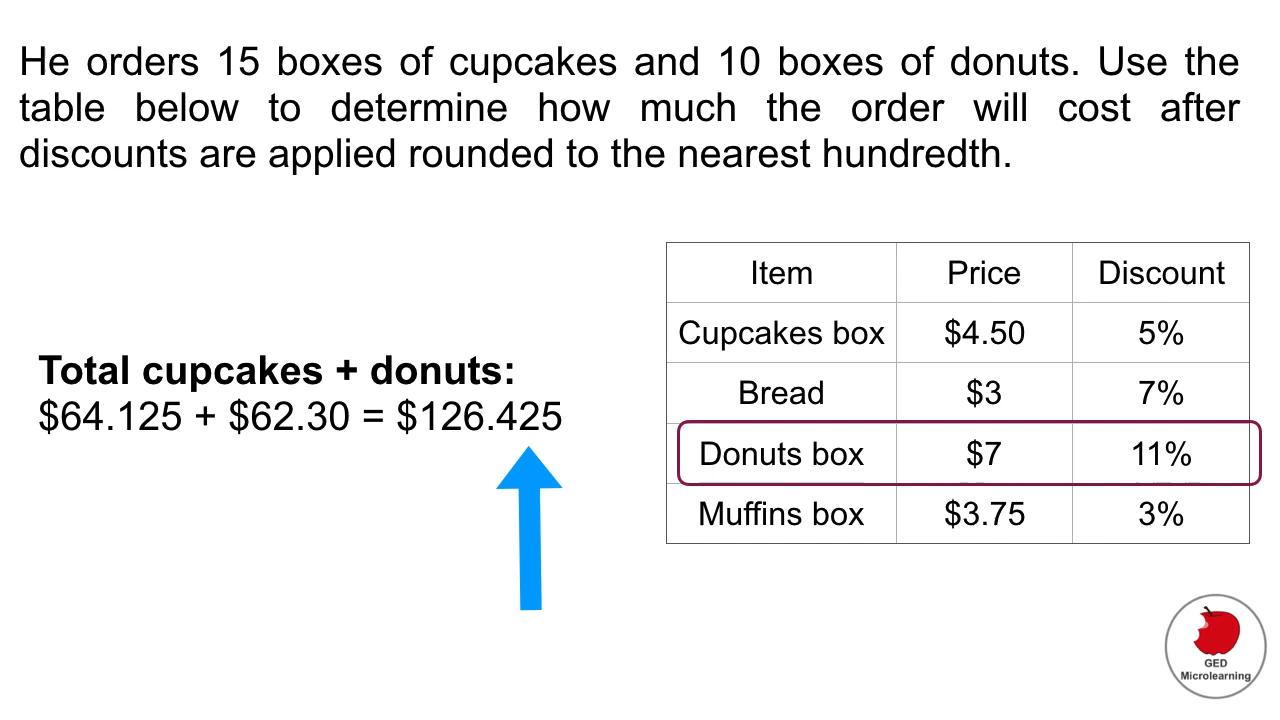 He orders 15 boxes of cupcakes and 10 boxes of donuts. Use the
table below to determine how much the order will cost after
discounts are applied rounded to the nearest hundredth.
Total cupcakes + donuts:
$64.125 + $62.30 = $126.425
Item Price Discount
Cupcakes box $4.50 5%
Bread $3 7%
Donuts box $7 11%
Muffins box $3.75 3%
GED
Microlearning